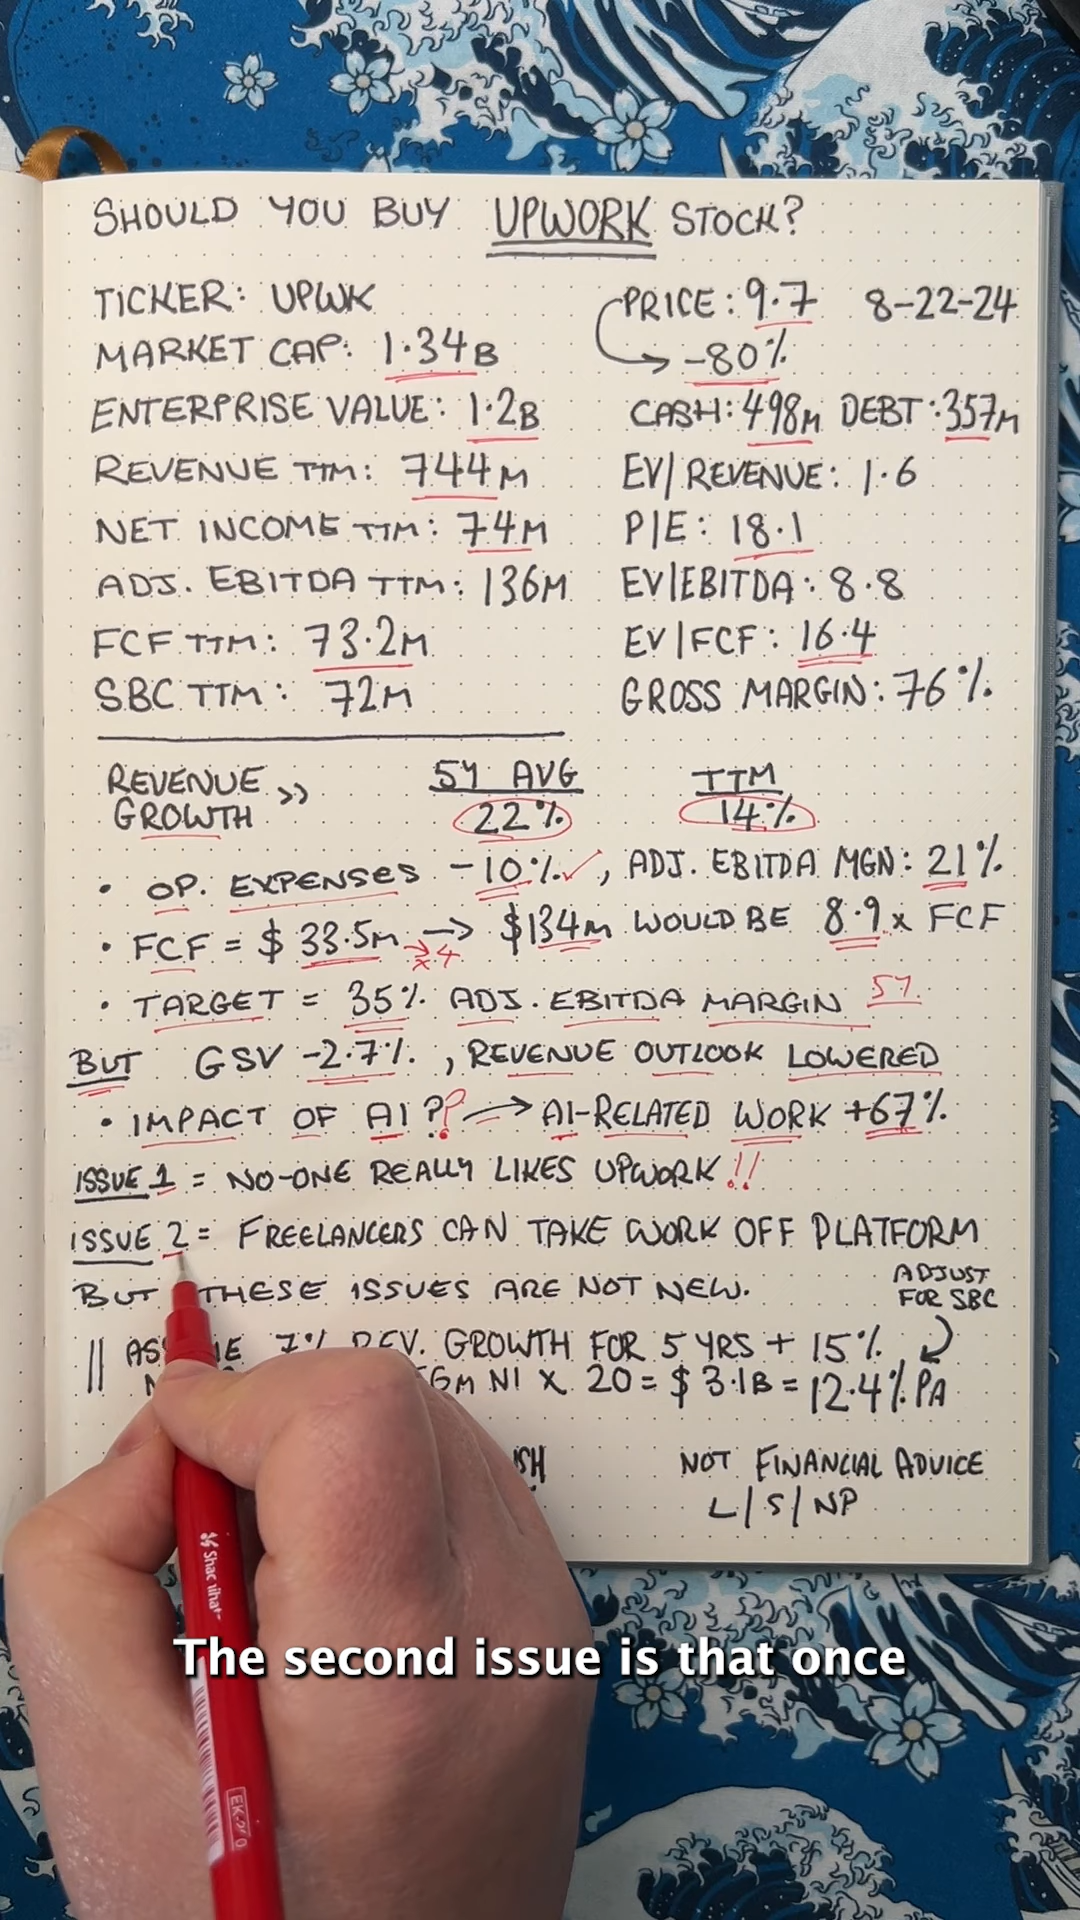 SHOULD YOU BUY UPWORK STOCK?
TICKER: UPWK PRICE: 9.7 8-22-24
MARKET CAP: 1.34B -80%
ENTERPRISE VALUE: 1.2B CASH: 498M DEBT: 357M
REVENUE TTM: 744M EV/REVENUE: 1.6
NET INCOME TTM: 74M P/E: 18.1
ADJ. EBITDA TTM: 136M EV/EBITDA: 8.8
FCF TTM: 73.2M EV/FCF: 16.4
SBC TTM: 72M GROSS MARGIN: 76%
REVENUE GROWTH >> 5Y AVG TTM
22% 14%
• OP. EXPENSES -10% ✓, ADJ. EBITDA MGN: 21%
• FCF = $33.5M → $134M WOULD BE 8.9x FCF
x4
• TARGET = 35% ADJ. EBITDA MARGIN 5Y
BUT GSV -2.7%, REVENUE OUTLOOK LOWERED
• IMPACT OF AI?? → AI-RELATED WORK +67%
ISSUE 1 = NO-ONE REALLY LIKES UPWORK!!
ISSUE 2 = FREELANCERS CAN TAKE WORK OFF PLATFORM
BUT THESE ISSUES ARE NOT NEW.
ADJUST FOR SBC
7% REV. GROWTH FOR 5 YRS + 15%
NI X 20 = $3.1B = 12.4% PA
NOT FINANCIAL ADVICE
L/S/NP
The second issue is that once